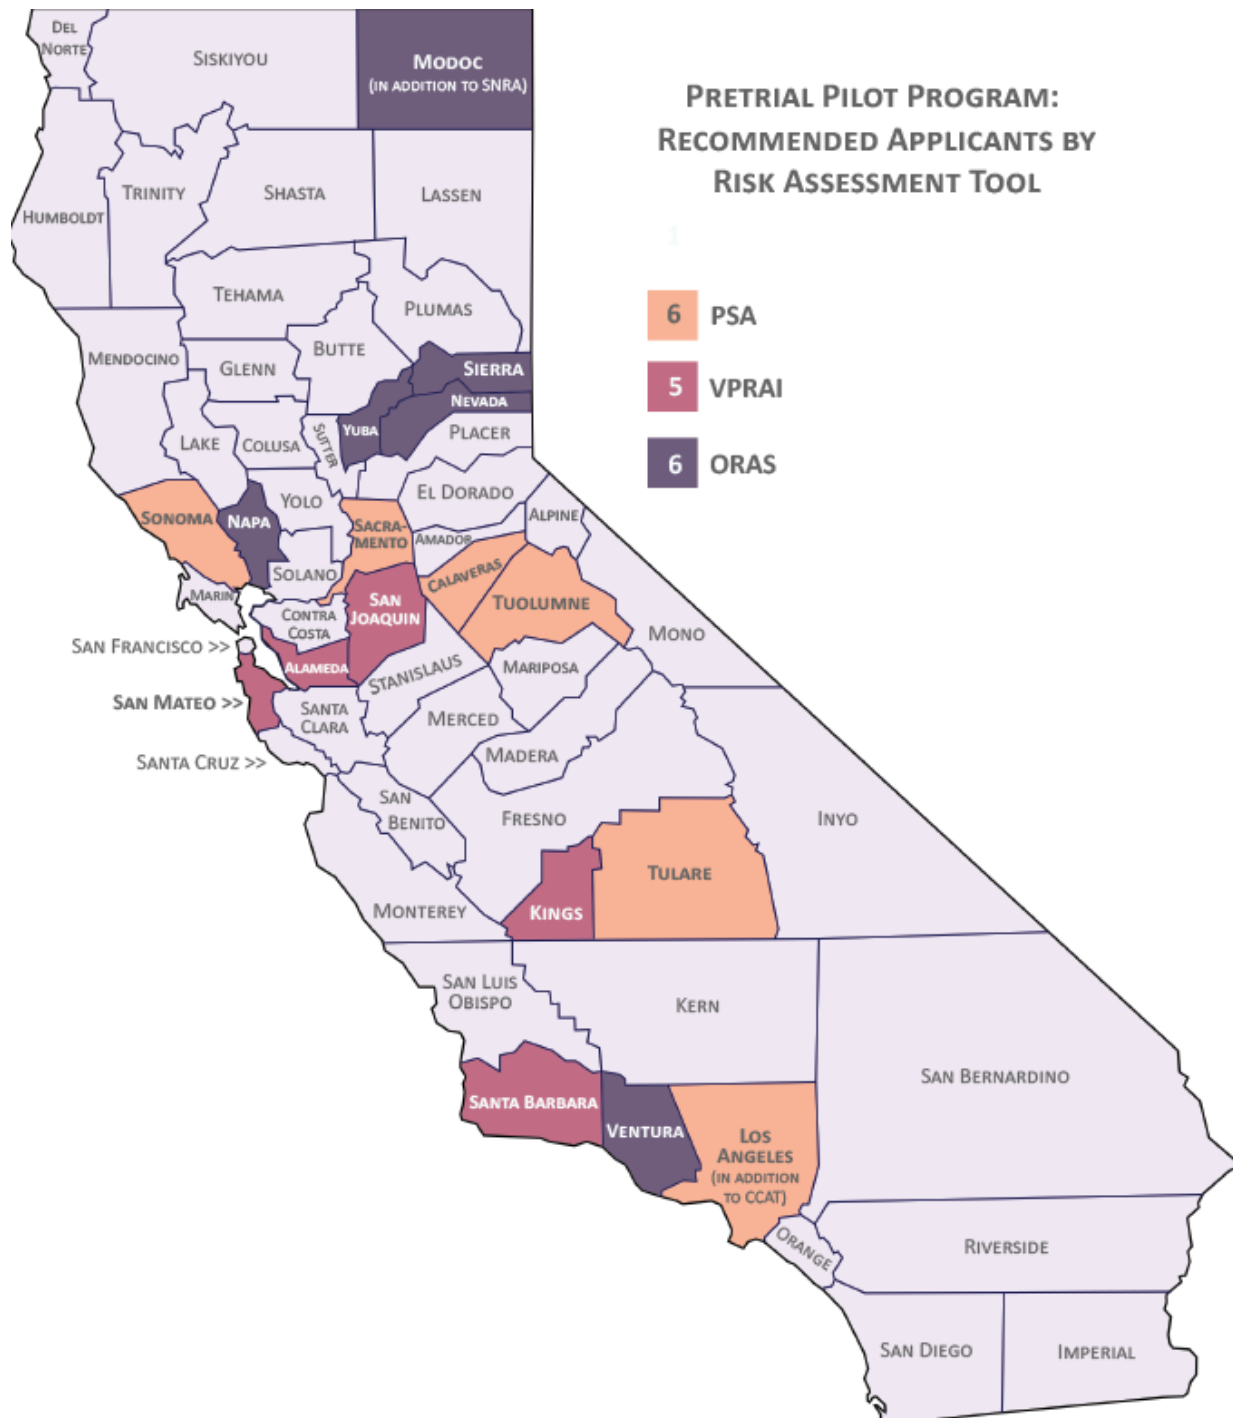 DEL
NORTE
SISKIYOU
MODOC
(IN ADDITION TO SNRA)
PRETRIAL PILOT PROGRAM:
RECOMMENDED APPLICANTS BY
RISK ASSESSMENT TOOL
1
6 PSA
5 VPRAI
6 ORAS
HUMBOLDT
TRINITY
SHASTA
LASSEN
TEHAMA
PLUMAS
MENDOCINO
GLENN
BUTTE
SIERRA
NEVADA
YUBA
PLACER
LAKE
COLUSA
SUTTER
YOLO
EL DORADO
ALPINE
SONOMA
NAPA
SACRA-
MENTO
AMADOR
SOLANO
CALAVERAS
TUOLUMNE
MARIN
CONTRA
COSTA
SAN
JOAQUIN
MONO
SAN FRANCISCO >>
ALAMEDA
STANISLAUS
MARIPOSA
SAN MATEO >>
SANTA
CLARA
MERCED
MADERA
SANTA CRUZ >>
SAN
BENITO
FRESNO
INYO
MONTEREY
KINGS
TULARE
SAN LUIS
OBISPO
KERN
SAN BERNARDINO
SANTA BARBARA
VENTURA
LOS
ANGELES
(IN ADDITION
TO CCAT)
ORANGE
RIVERSIDE
SAN DIEGO
IMPERIAL